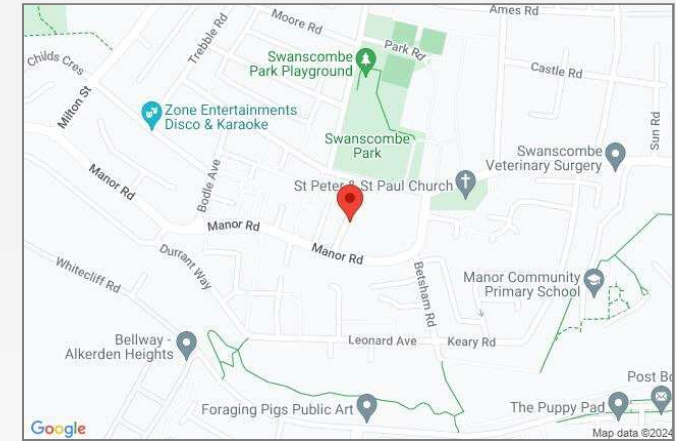 Ames Rd
Moore Rd
Trebble Rd
Park Rd
Swanscombe
Park Playground
Childs Cres
Castle Rd
Milton St
Zone Entertainments
Disco & Karaoke
Sun Rd
Swanscombe
Park
Swanscombe
Veterinary Surgery
Bodle Ave
Manor Rd
St Peter & St Paul Church
Manor Rd
Manor Rd
Durrant Way
Whitecliff Rd
Betsham Rd
Manor Community
Primary School
Bellway -
Alkerden Heights
Leonard Ave
Keary Rd
Post Bo
Foraging Pigs Public Art
The Puppy Pad
Google
Map data ©2024